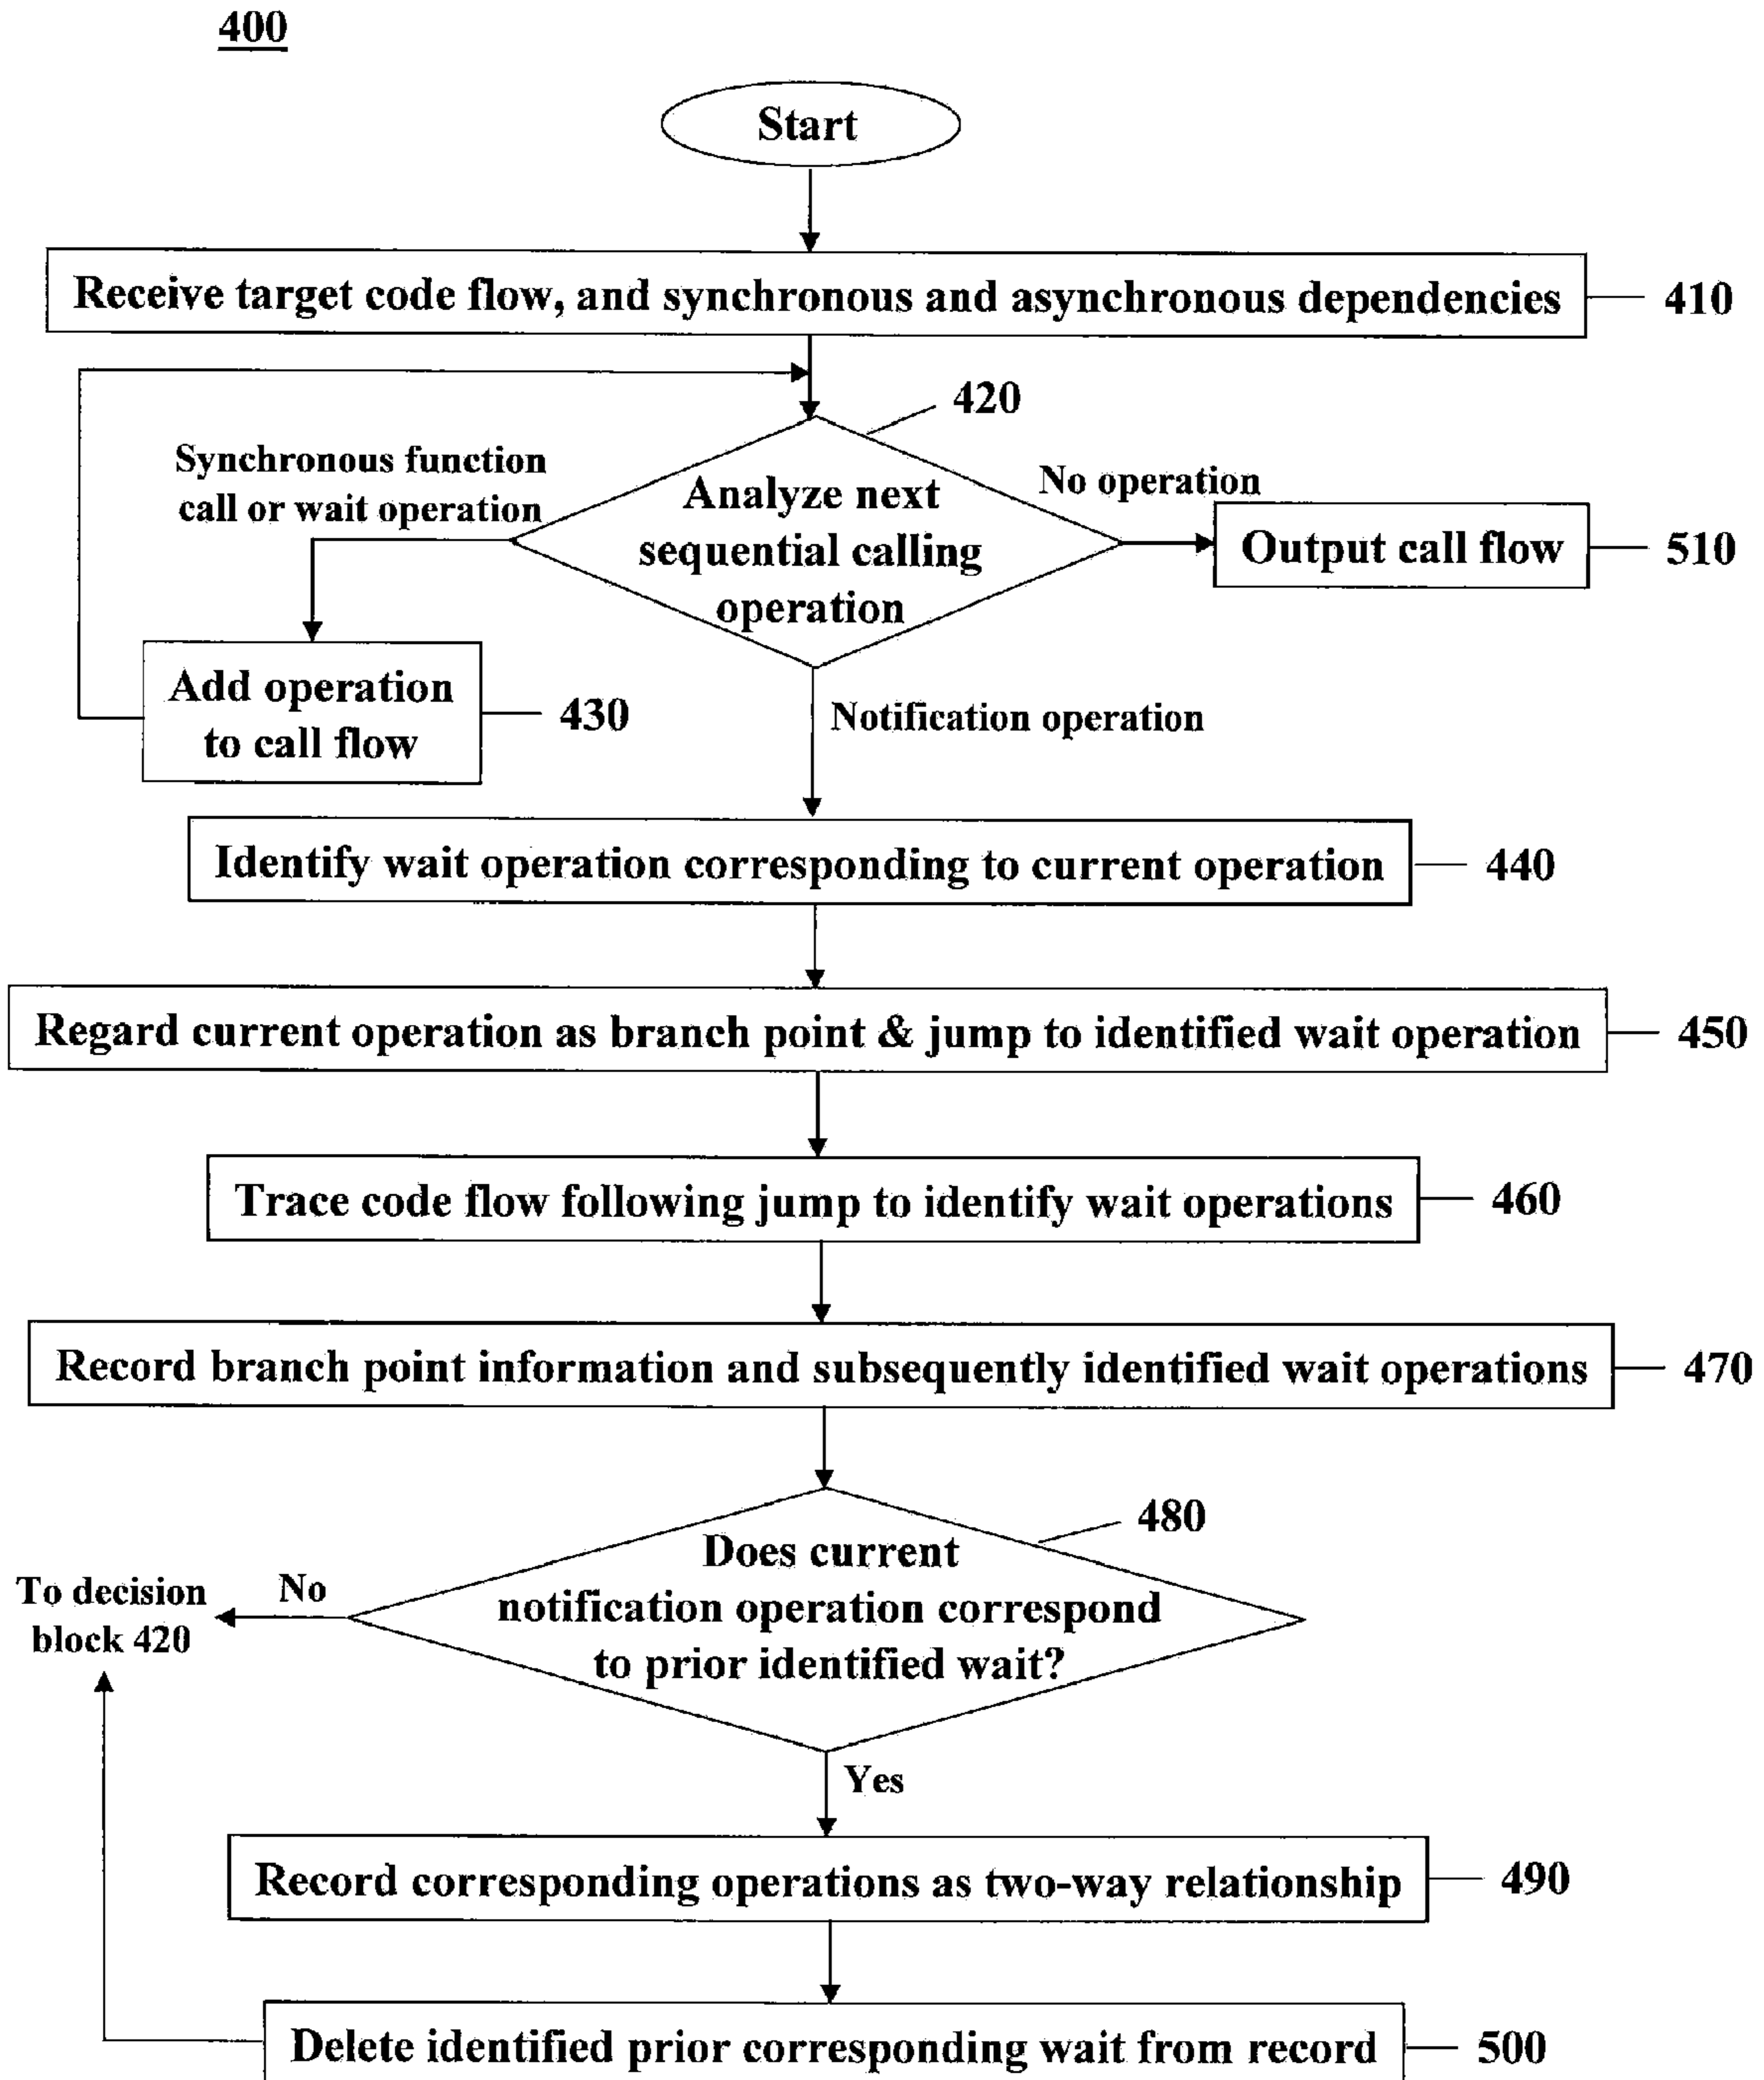 400
Start
Receive target code flow, and synchronous and asynchronous dependencies
410
420
Synchronous function
call or wait operation
Analyze next
sequential calling
operation
No operation
Output call flow
510
Add operation
to call flow
430
Notification operation
Identify wait operation corresponding to current operation
440
Regard current operation as branch point & jump to identified wait operation
450
Trace code flow following jump to identify wait operations
460
Record branch point information and subsequently identified wait operations
470
480
Does current
notification operation correspond
to prior identified wait?
No
To decision
block 420
Yes
Record corresponding operations as two-way relationship
490
Delete identified prior corresponding wait from record
500